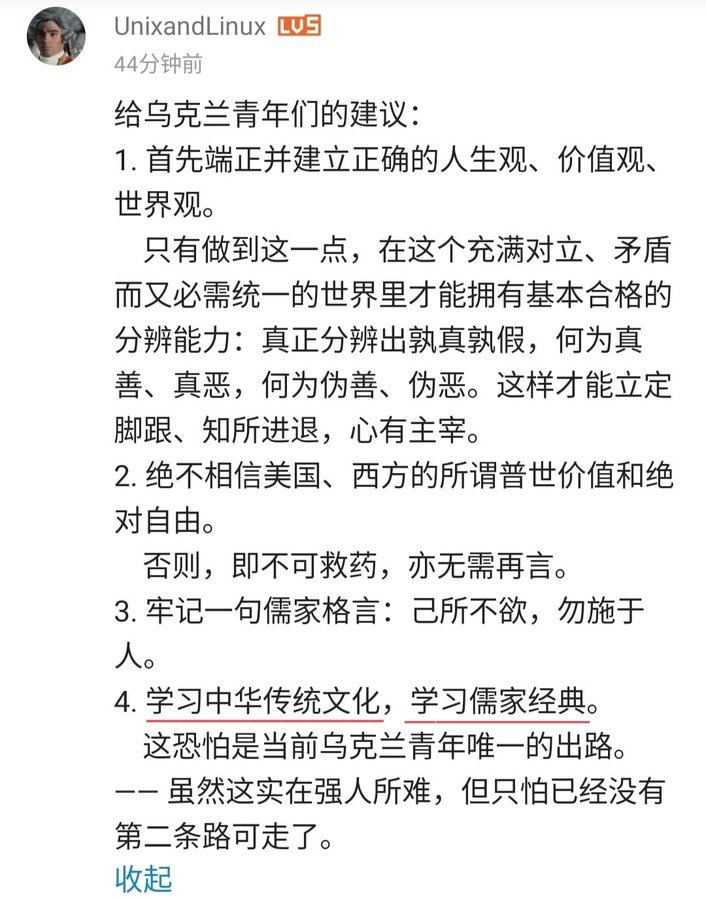 UnixandLinux LV5
44分钟前
给乌克兰青年们的建议：
1. 首先端正并建立正确的人生观、价值观、
世界观。
只有做到这一点，在这个充满对立、矛盾
而又必需统一的世界里才能拥有基本合格的
分辨能力：真正分辨出孰真孰假，何为真
善、真恶，何为伪善、伪恶。这样才能立定
脚跟、知所进退，心有主宰。
2. 绝不相信美国、西方的所谓普世价值和绝
对自由。
否则，即不可救药，亦无需再言。
3. 牢记一句儒家格言：己所不欲，勿施于
人。
4. 学习中华传统文化，学习儒家经典。
这恐怕是当前乌克兰青年唯一的出路。
—— 虽然这实在强人所难，但只怕已经没有
第二条路可走了。
收起